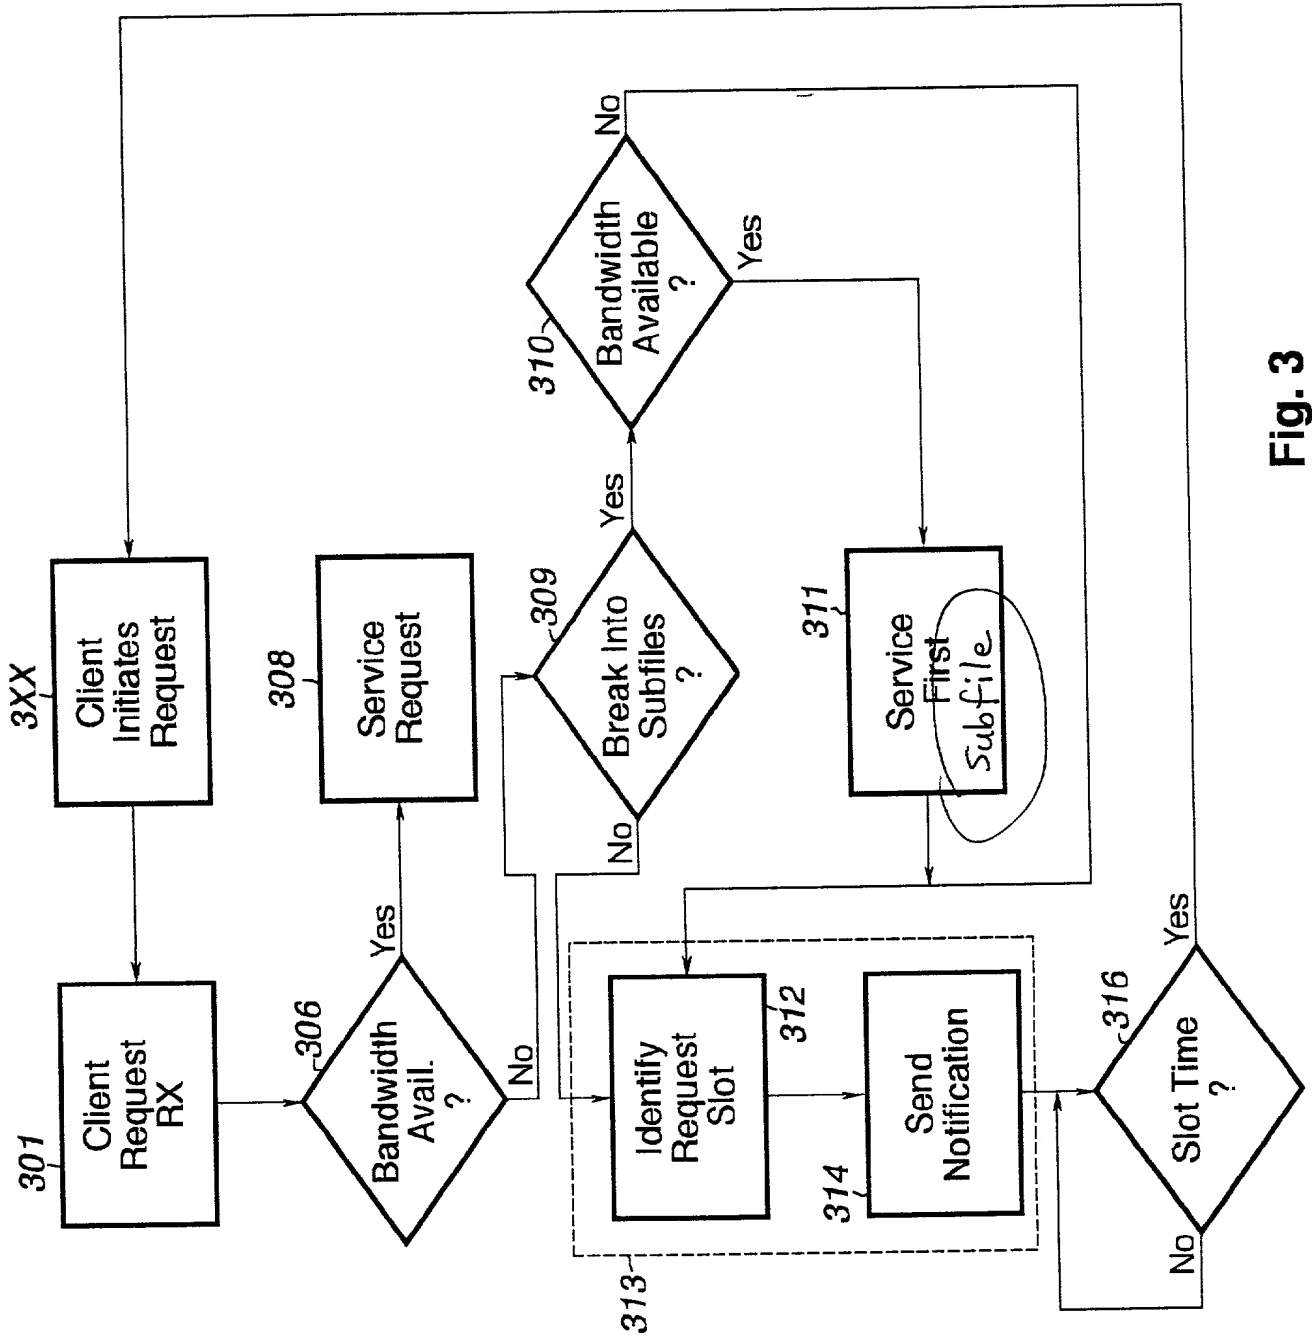 301
Client
Request
RX
3XX
Client
Initiates
Request
306
Bandwidth
Avail.
?
Yes
No
308
Service
Request
309
Break Into
Subfiles
?
Yes
No
310
Bandwidth
Available
?
No
Yes
311
Service
First
Subfile
313
Identify
Request
Slot
312
314
Send
Notification
316
Slot Time
?
Yes
No
Fig. 3